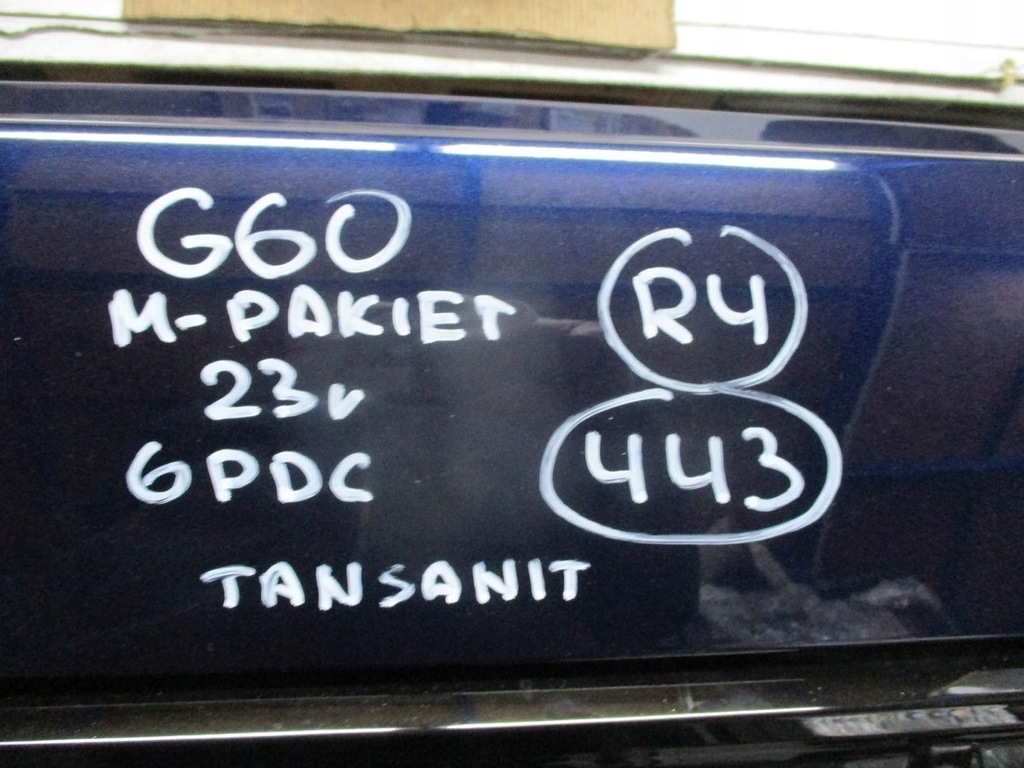 G60
M-PAKIET
23r
6PDC
TANSANIT
R4
443